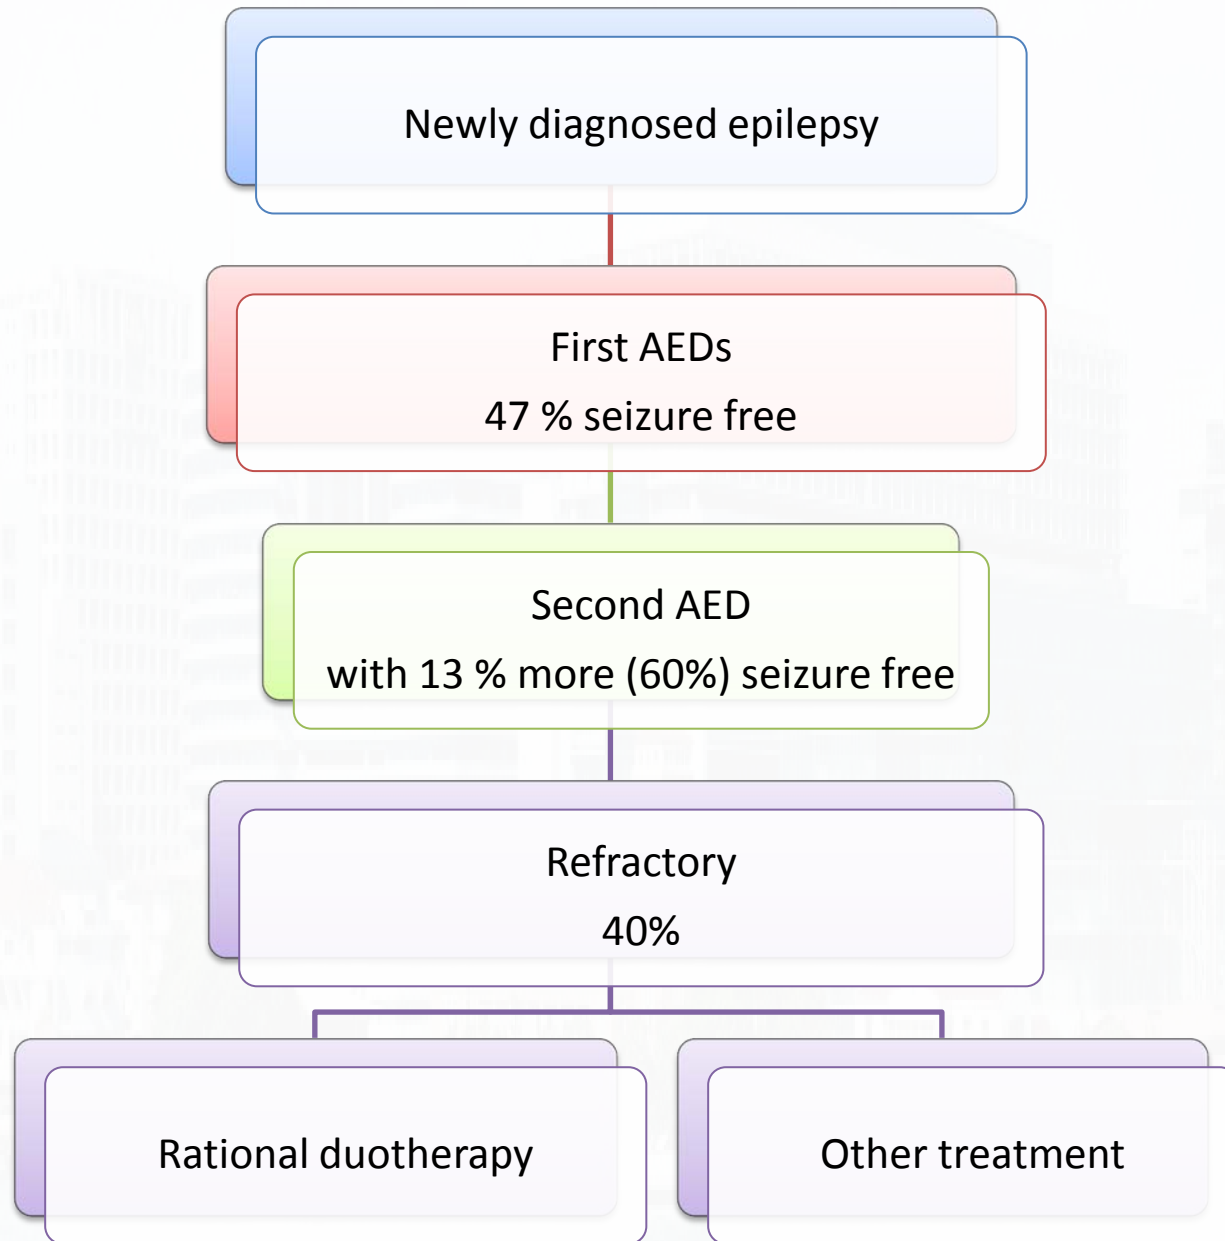 Newly diagnosed epilepsy
First AEDs
47 % seizure free
Second AED
with 13 % more (60%) seizure free
Refractory
40%
Rational duotherapy
Other treatment